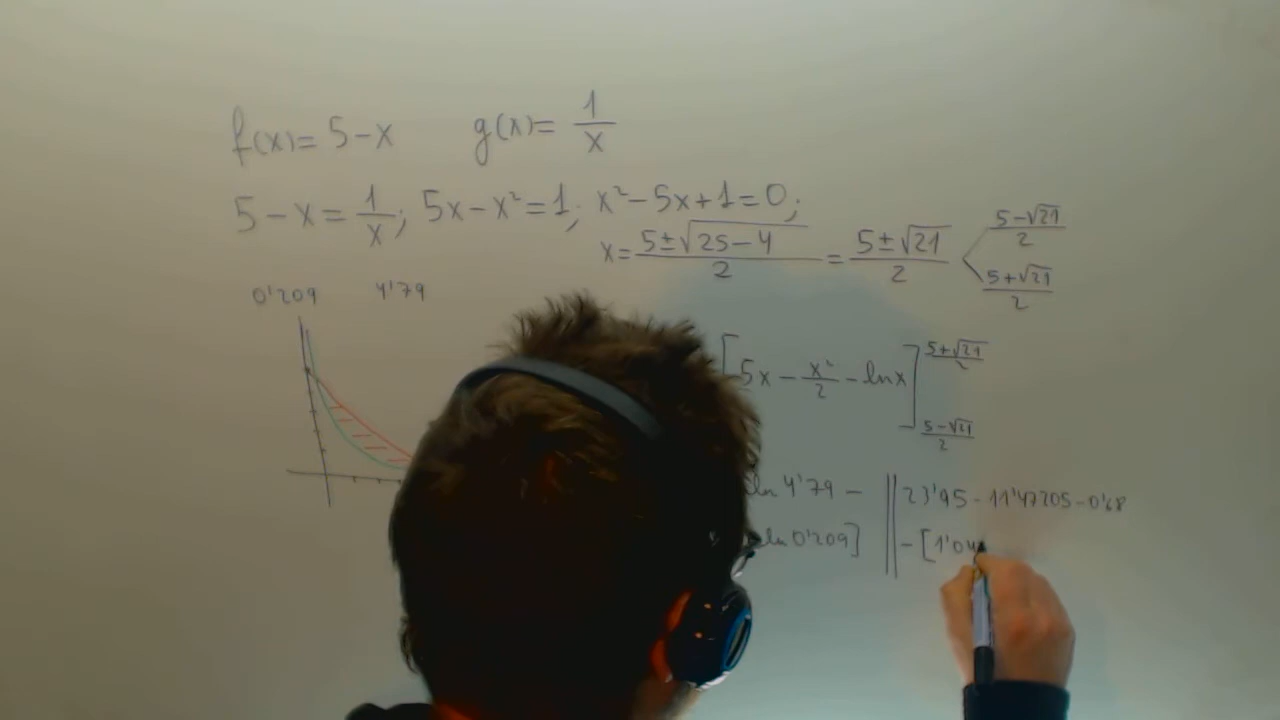 f(x)= 5-x g(x)= 1/x
5-x = 1/x; 5x-x²=1; x²-5x+1=0;
x= (5±√(25-4))/2 = (5±√21)/2 < (5-√21)/2
(5+√21)/2
0'209 4'79
[5x - x²/2 - lnx] (5+√21)/2
(5-√21)/2
ln 4'79 - || 23'95 - 11'47205 - 0'68
ln 0'209] || - [1'04